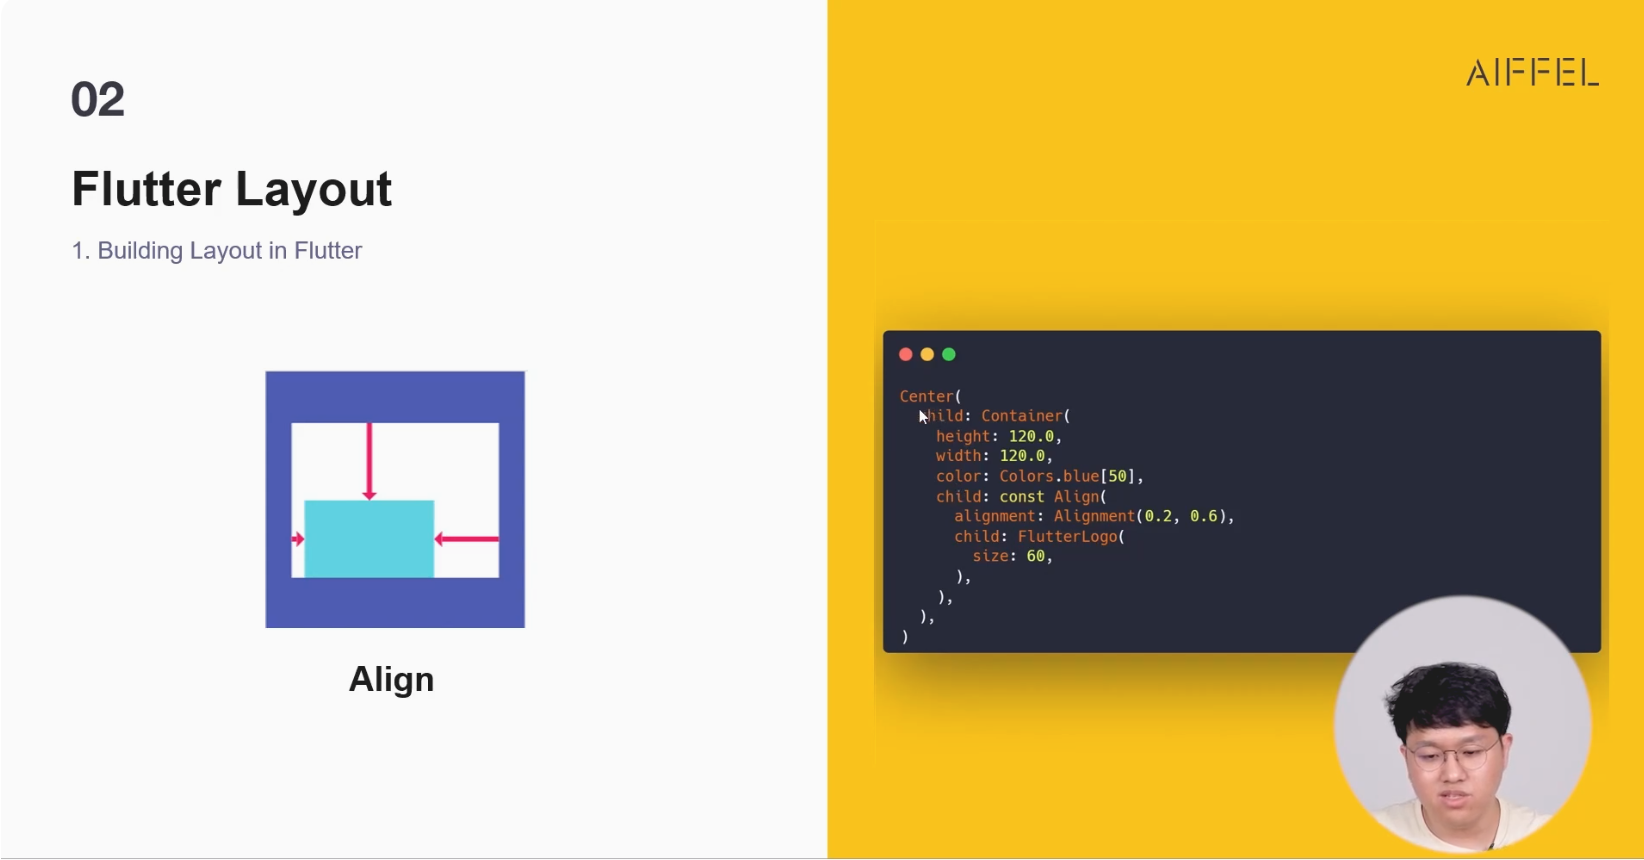 02
Flutter Layout
1. Building Layout in Flutter
Align
AIFFEL
Center(
child: Container(
height: 120.0,
width: 120.0,
color: Colors.blue[50],
child: const Align(
alignment: Alignment(0.2, 0.6),
child: FlutterLogo(
size: 60,
),
),
),
)